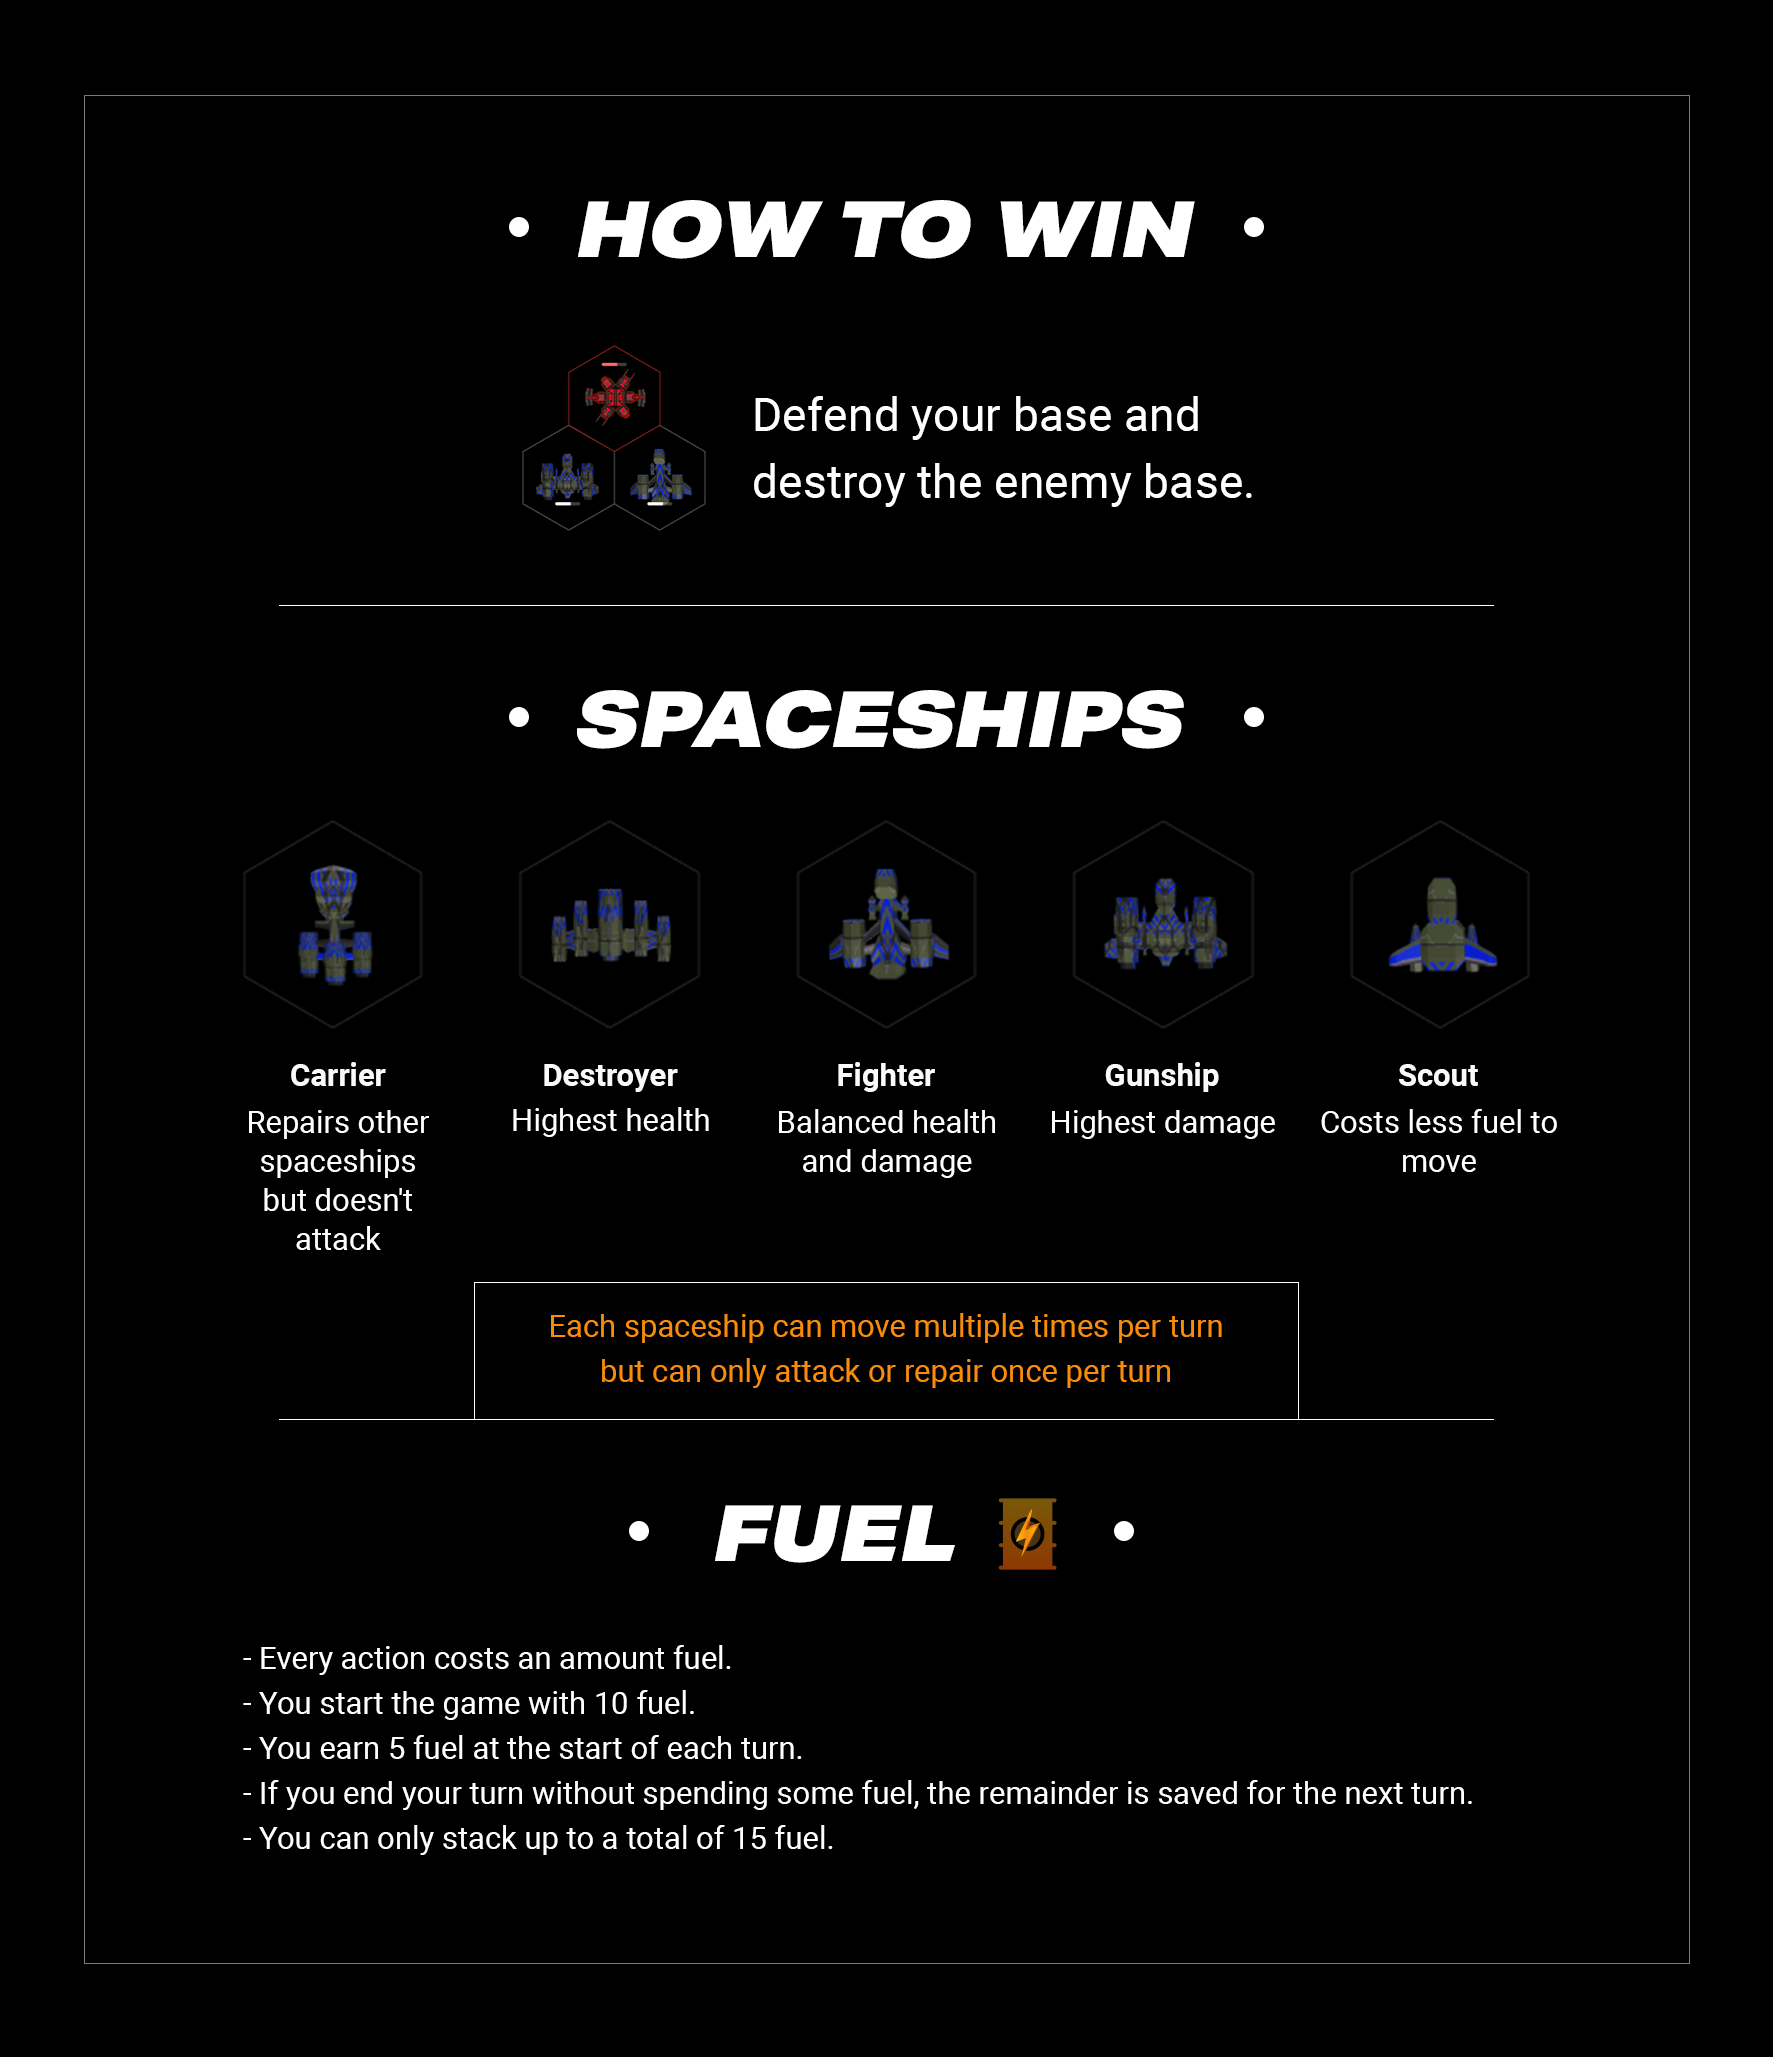 • HOW TO WIN •
Defend your base and
destroy the enemy base.
• SPACESHIPS •
Carrier
Repairs other
spaceships
but doesn't
attack
Destroyer
Highest health
Fighter
Balanced health
and damage
Gunship
Highest damage
Scout
Costs less fuel to
move
Each spaceship can move multiple times per turn
but can only attack or repair once per turn
• FUEL •
- Every action costs an amount fuel.
- You start the game with 10 fuel.
- You earn 5 fuel at the start of each turn.
- If you end your turn without spending some fuel, the remainder is saved for the next turn.
- You can only stack up to a total of 15 fuel.